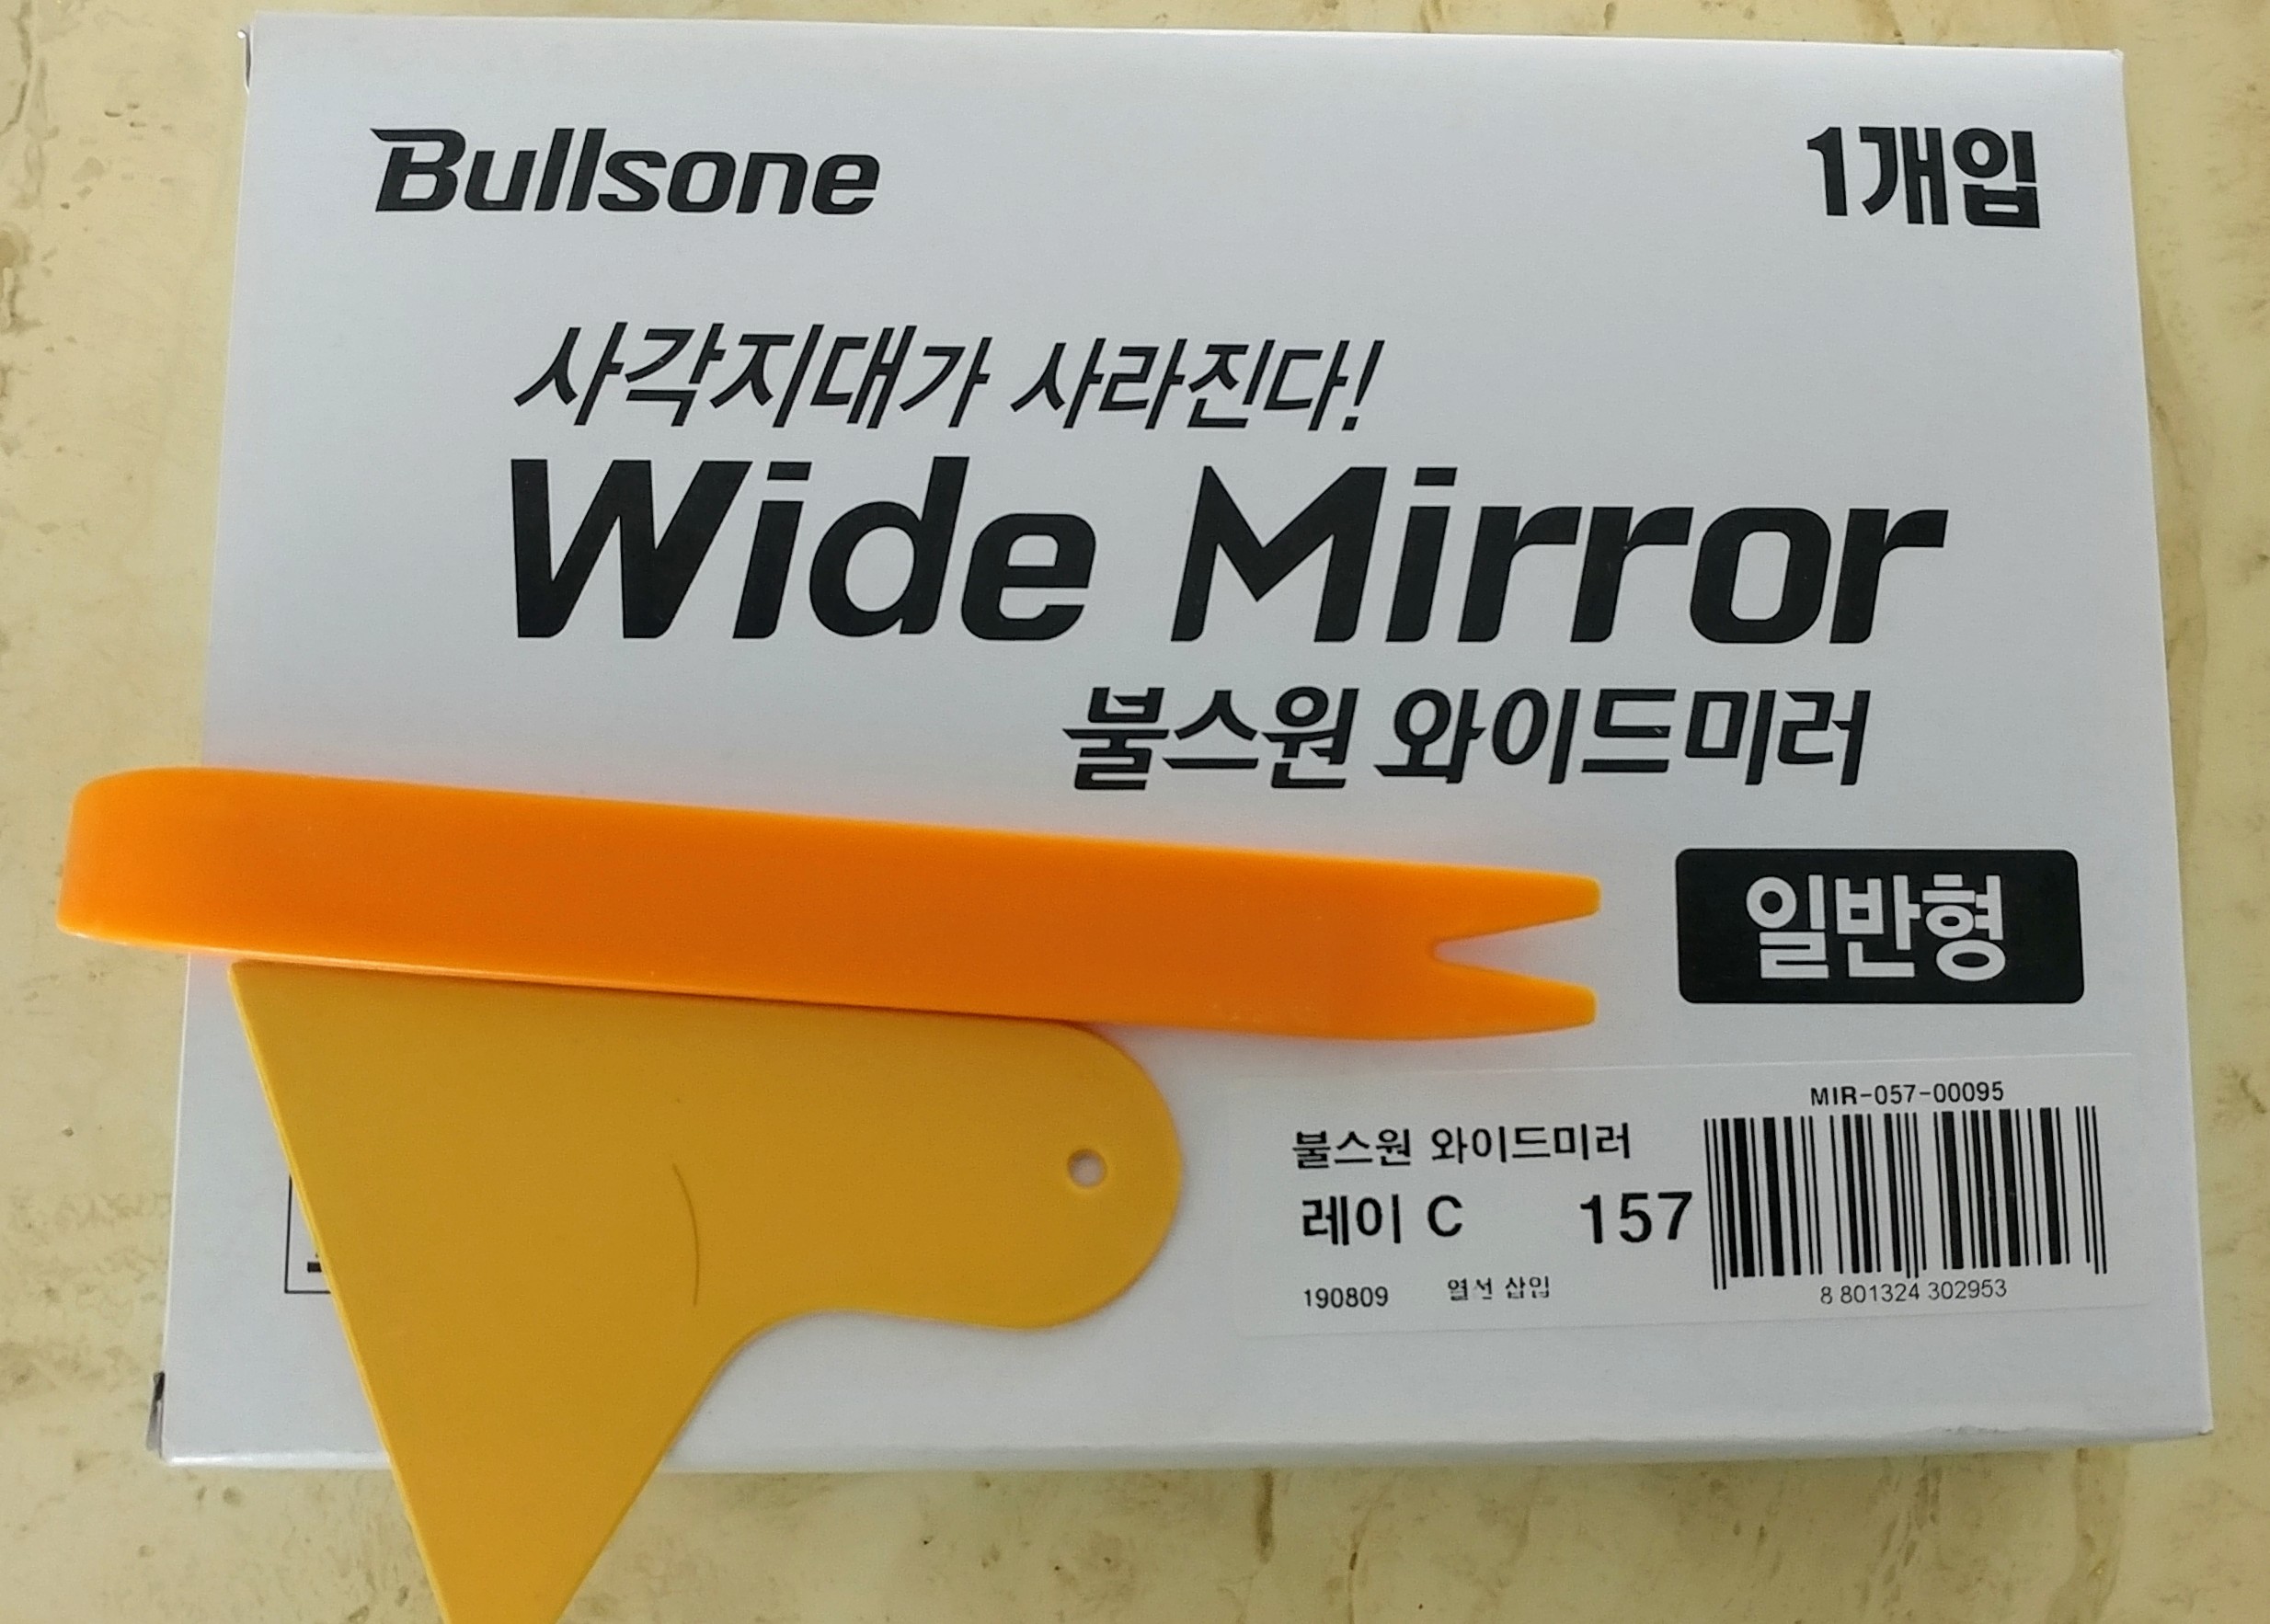 Bullsone
1개입
사각지대가 사라진다!
Wide Mirror
불스원 와이드미러
일반형
MIR-057-00095
불스원 와이드미러
레이 C 157
190809 열선 삽입
8 801324 302953